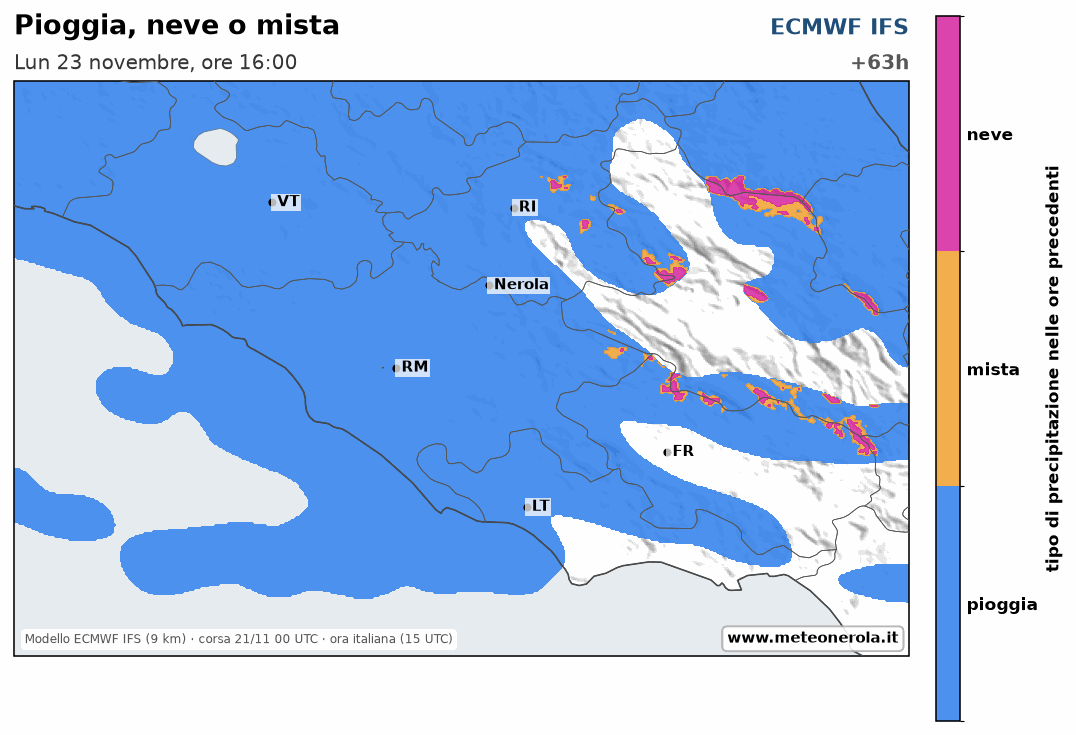 Pioggia, neve o mista
ECMWF IFS
Lun 23 novembre, ore 16:00
+63h
neve
mista
pioggia
tipo di precipitazione nelle ore precedenti
VT
RI
Nerola
RM
FR
LT
Modello ECMWF IFS (9 km) · corsa 21/11 00 UTC · ora italiana (15 UTC)
www.meteonerola.it